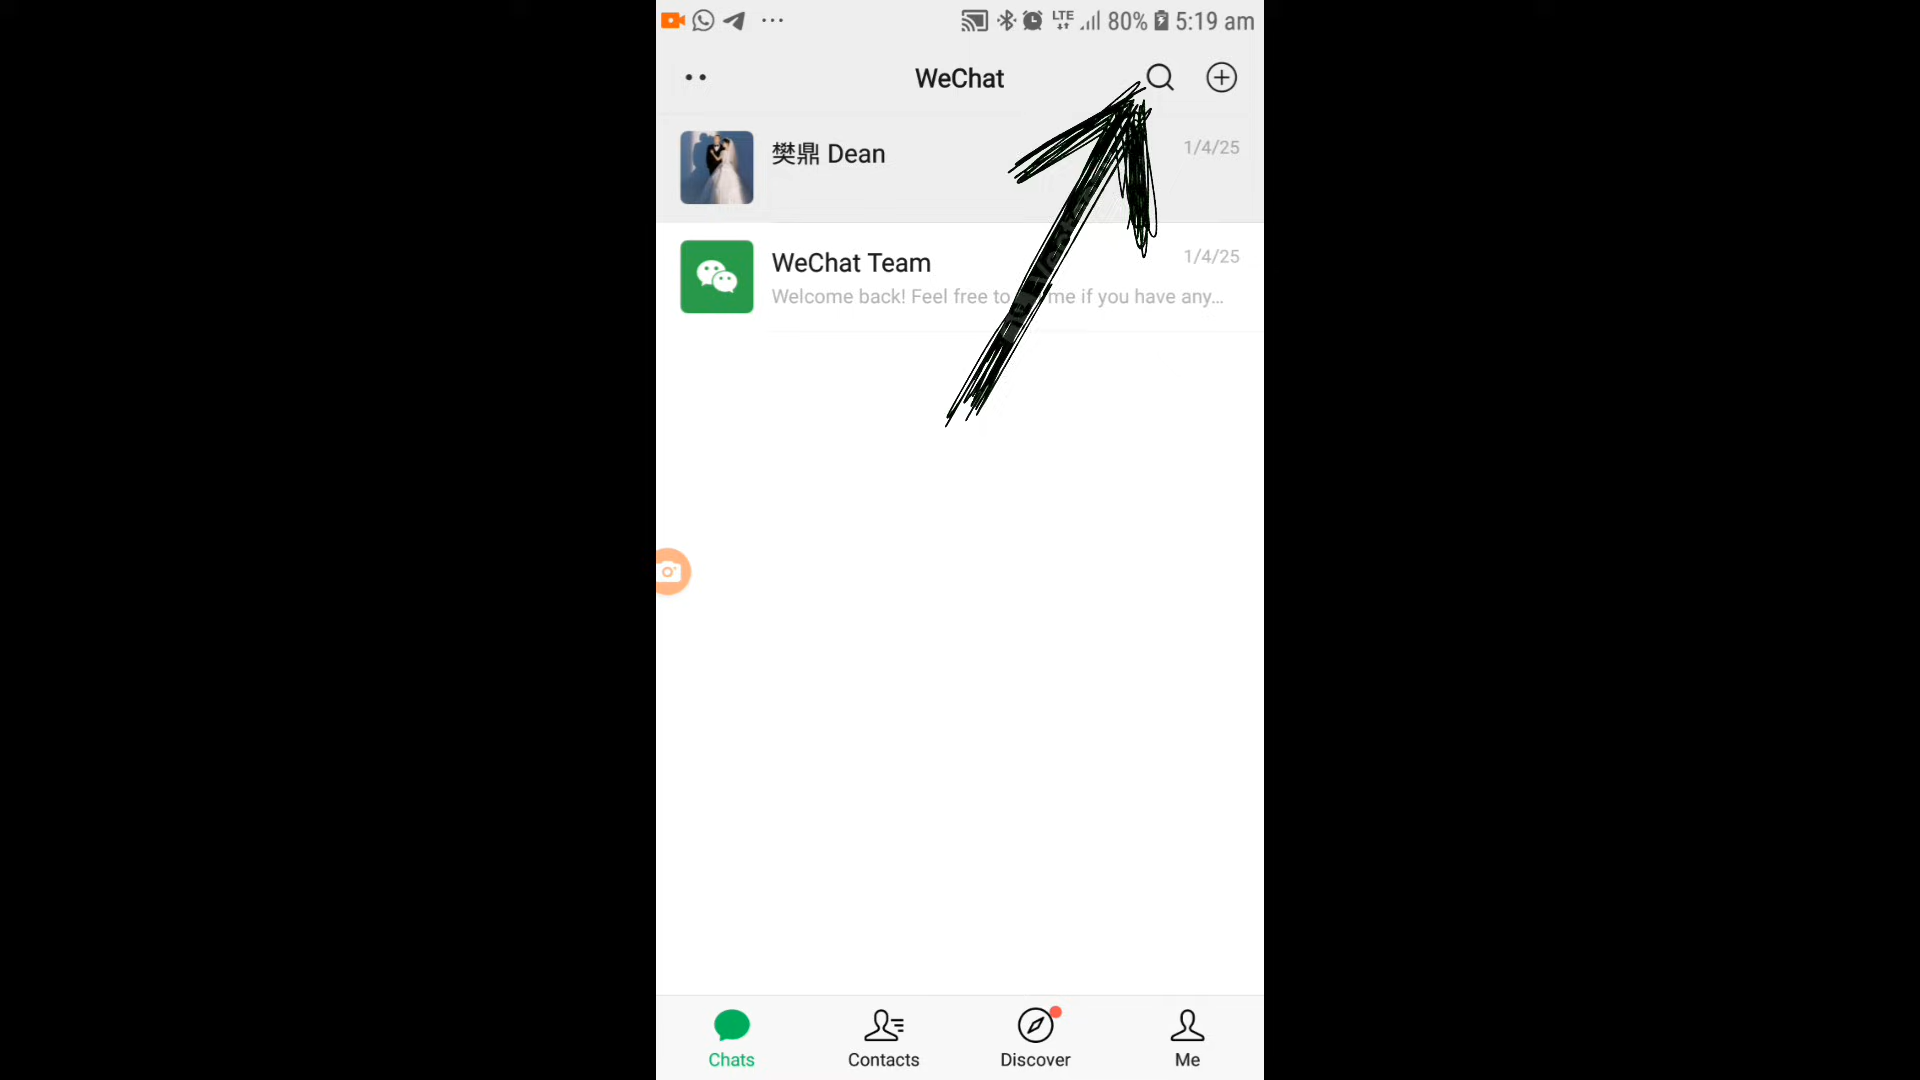 LTE 80% 5:19 am
WeChat
樊鼎 Dean 1/4/25
WeChat Team 1/4/25
Welcome back! Feel free to me if you have any...
Chats Contacts Discover Me